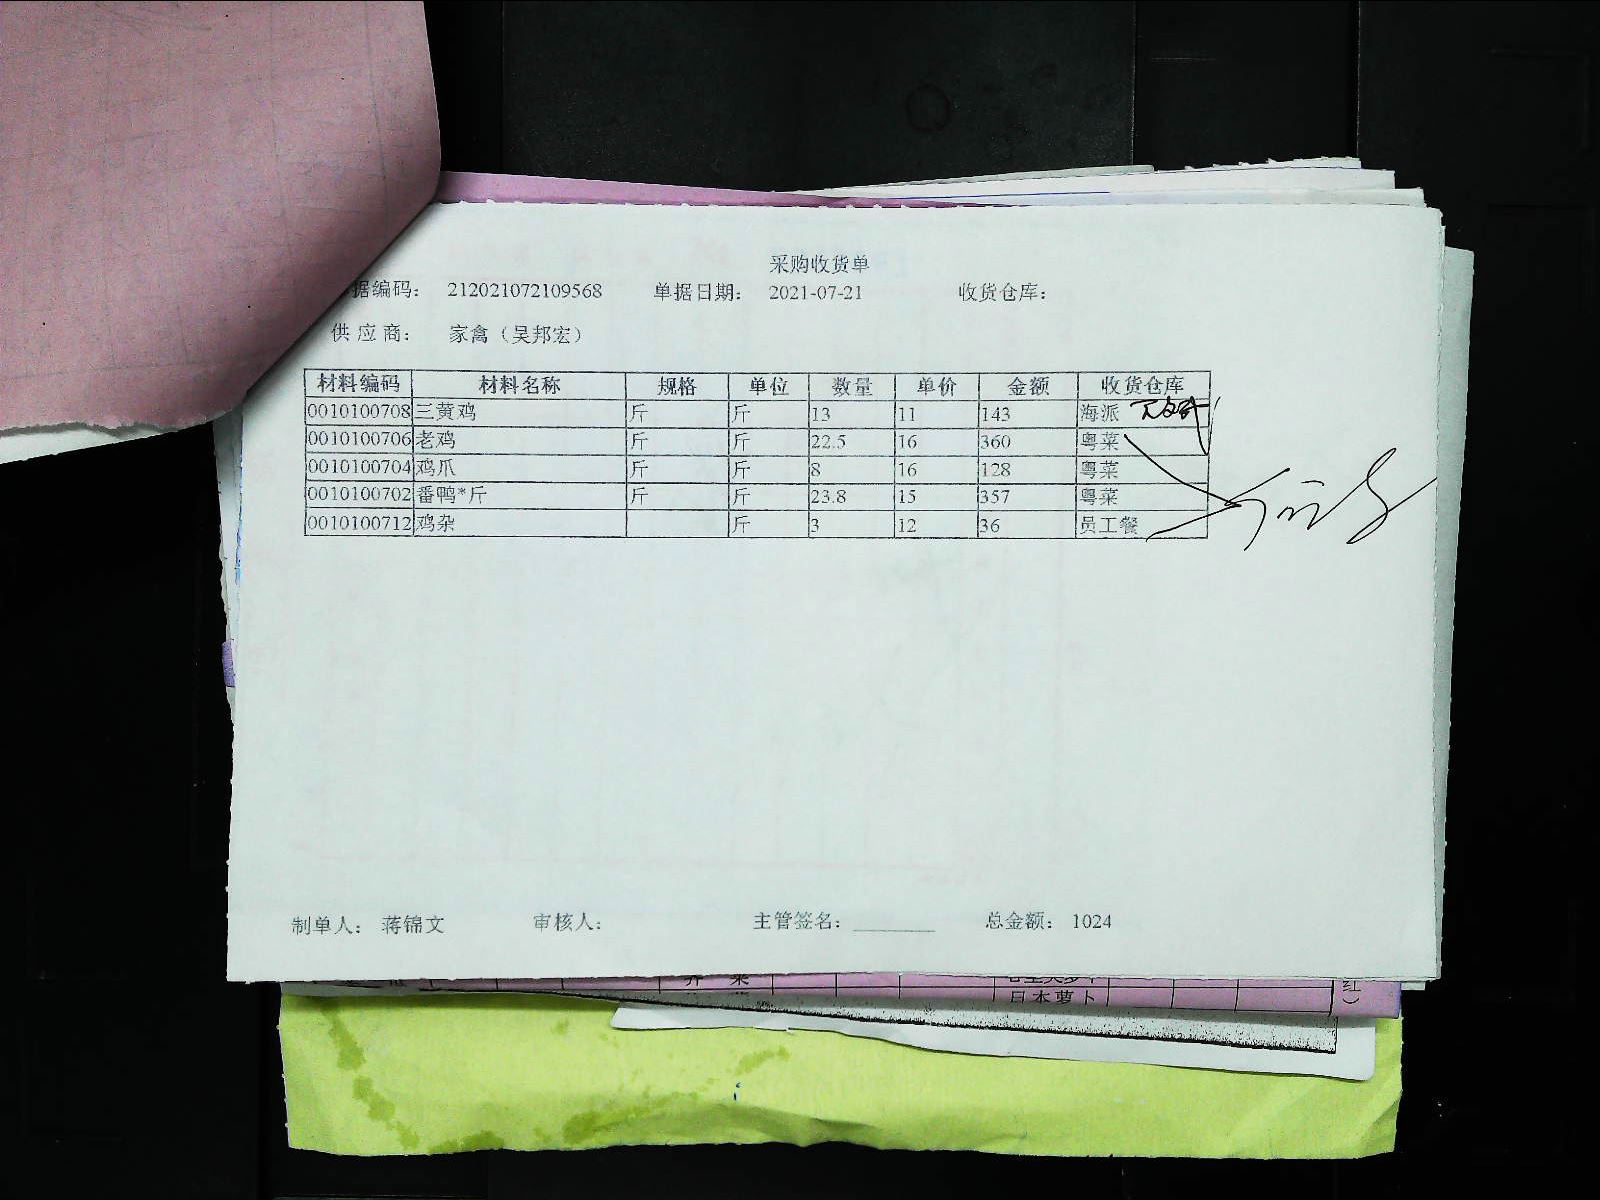 采购收货单
据编码： 212021072109568 单据日期： 2021-07-21 收货仓库：
供应商： 家禽（吴邦宏）
材料编码 材料名称 规格 单位 数量 单价 金额 收货仓库
0010100708 三黄鸡 斤 斤 13 11 143 海派
0010100706 老鸡 斤 斤 22.5 16 360 粤菜
0010100704 鸡爪 斤 斤 8 16 128 粤菜
0010100702 番鸭*斤 斤 斤 23.8 15 357 粤菜
0010100712 鸡杂 斤 3 12 36 员工餐
制单人： 蒋锦文 审核人： 主管签名： 总金额： 1024
日本萝卜
红）